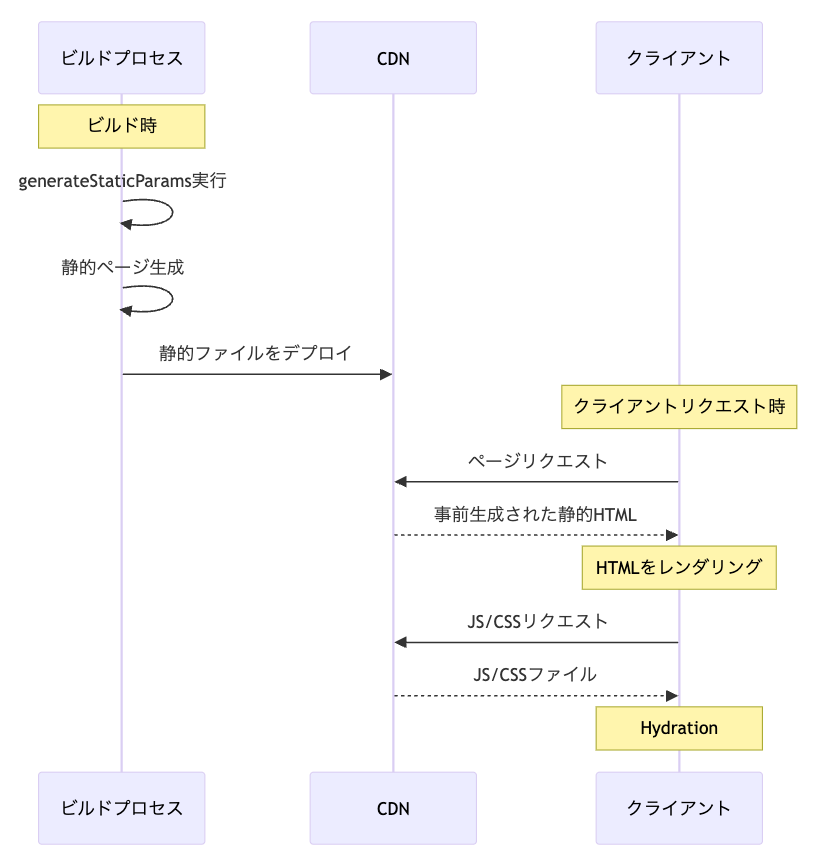 ビルドプロセス
CDN
クライアント
ビルド時
generateStaticParams実行
静的ページ生成
静的ファイルをデプロイ
クライアントリクエスト時
ページリクエスト
事前生成された静的HTML
HTMLをレンダリング
JS/CSSリクエスト
JS/CSSファイル
Hydration
ビルドプロセス
CDN
クライアント